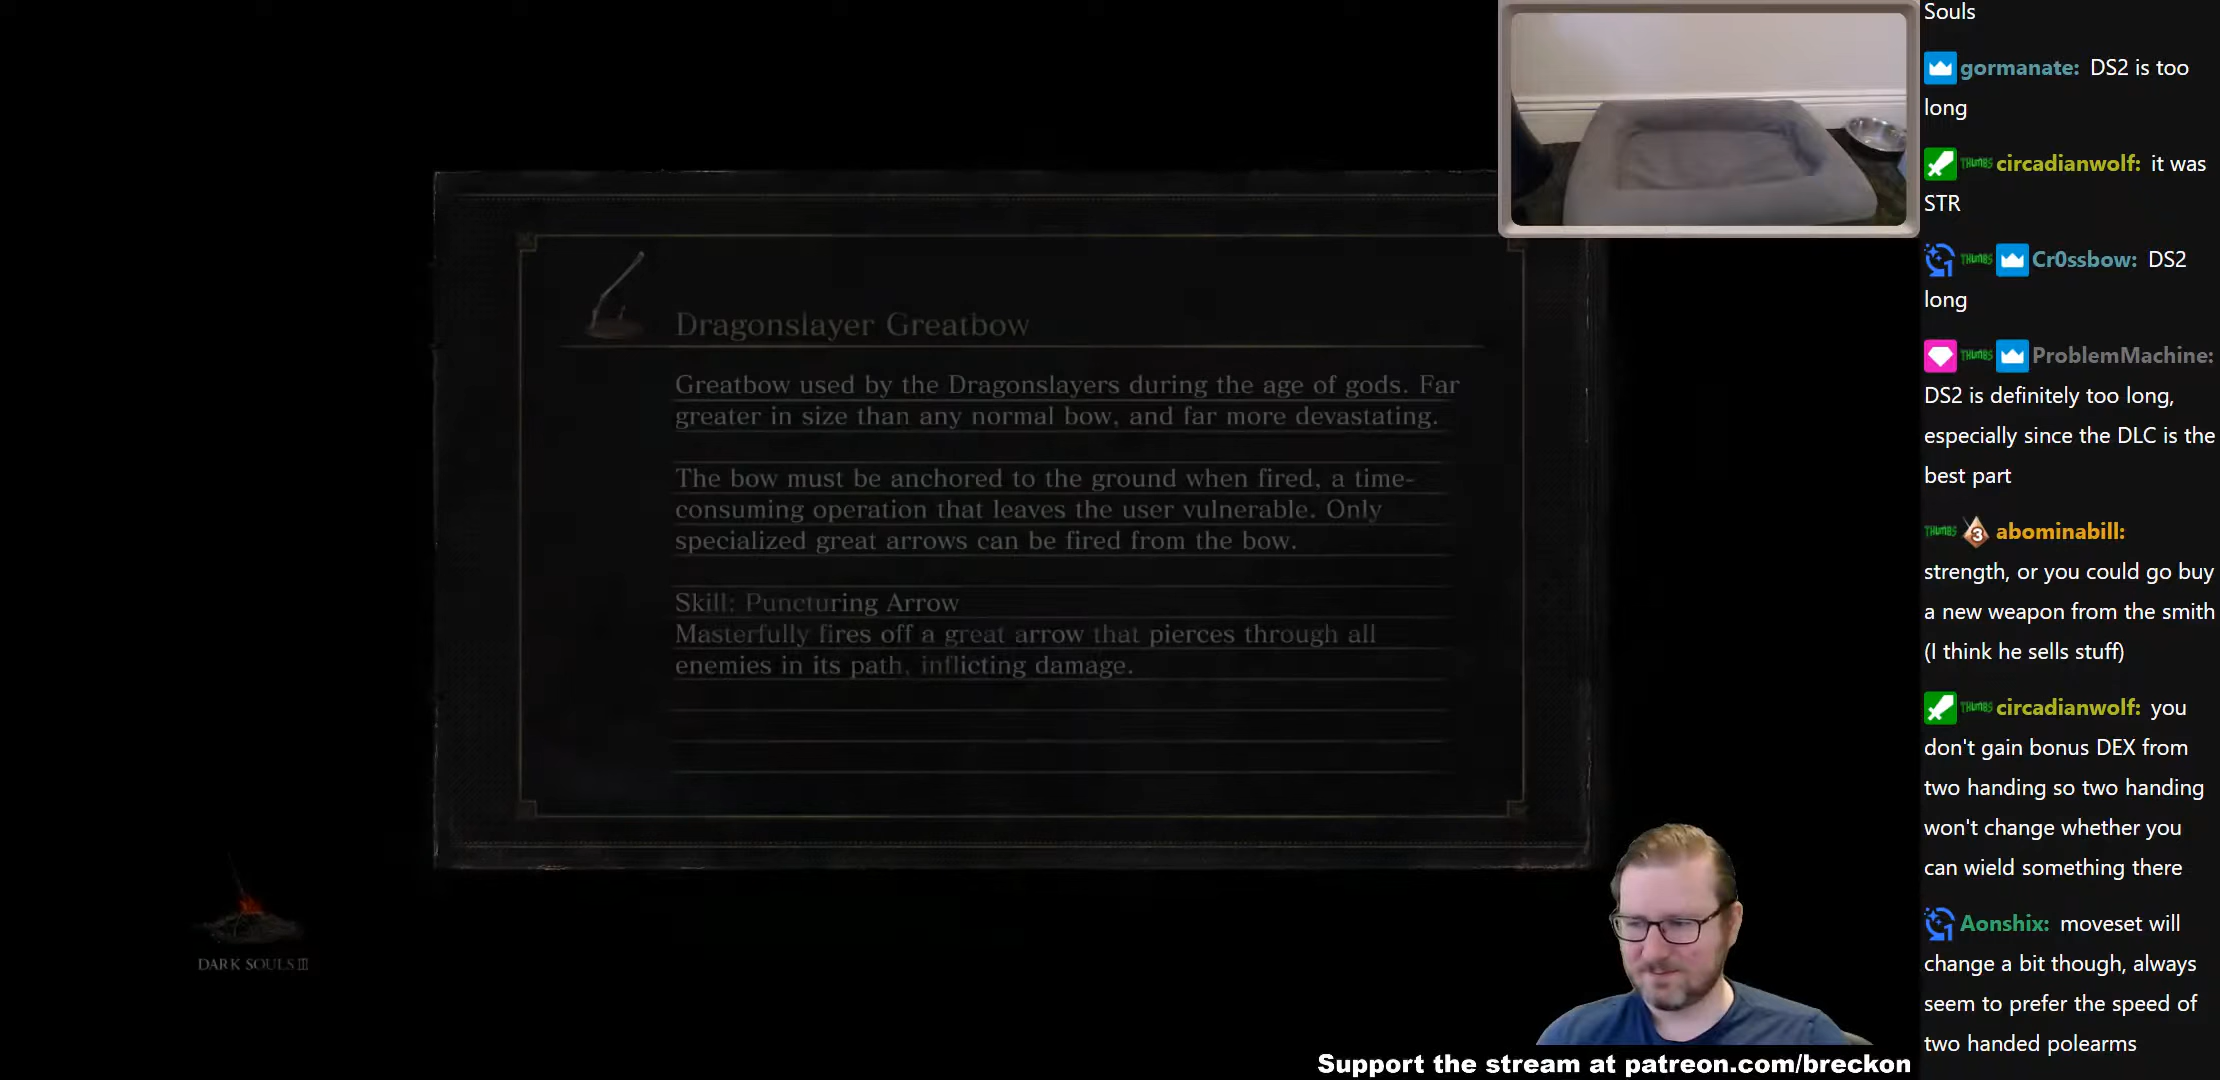 Souls
gormanate: DS2 is too
long
THUMBS circadianwolf: it was
STR
THUMBS Cr0ssbow: DS2
long
THUMBS ProblemMachine:
DS2 is definitely too long,
especially since the DLC is the
best part
THUMBS 3 abominabill:
strength, or you could go buy
a new weapon from the smith
(I think he sells stuff)
THUMBS circadianwolf: you
don't gain bonus DEX from
two handing so two handing
won't change whether you
can wield something there
Aonshix: moveset will
change a bit though, always
seem to prefer the speed of
two handed polearms
Dragonslayer Greatbow
Greatbow used by the Dragonslayers during the age of gods. Far
greater in size than any normal bow, and far more devastating.
The bow must be anchored to the ground when fired, a time-
consuming operation that leaves the user vulnerable. Only
specialized great arrows can be fired from the bow.
Skill: Puncturing Arrow
Masterfully fires off a great arrow that pierces through all
enemies in its path, inflicting damage.
DARK SOULS III
Support the stream at patreon.com/breckon